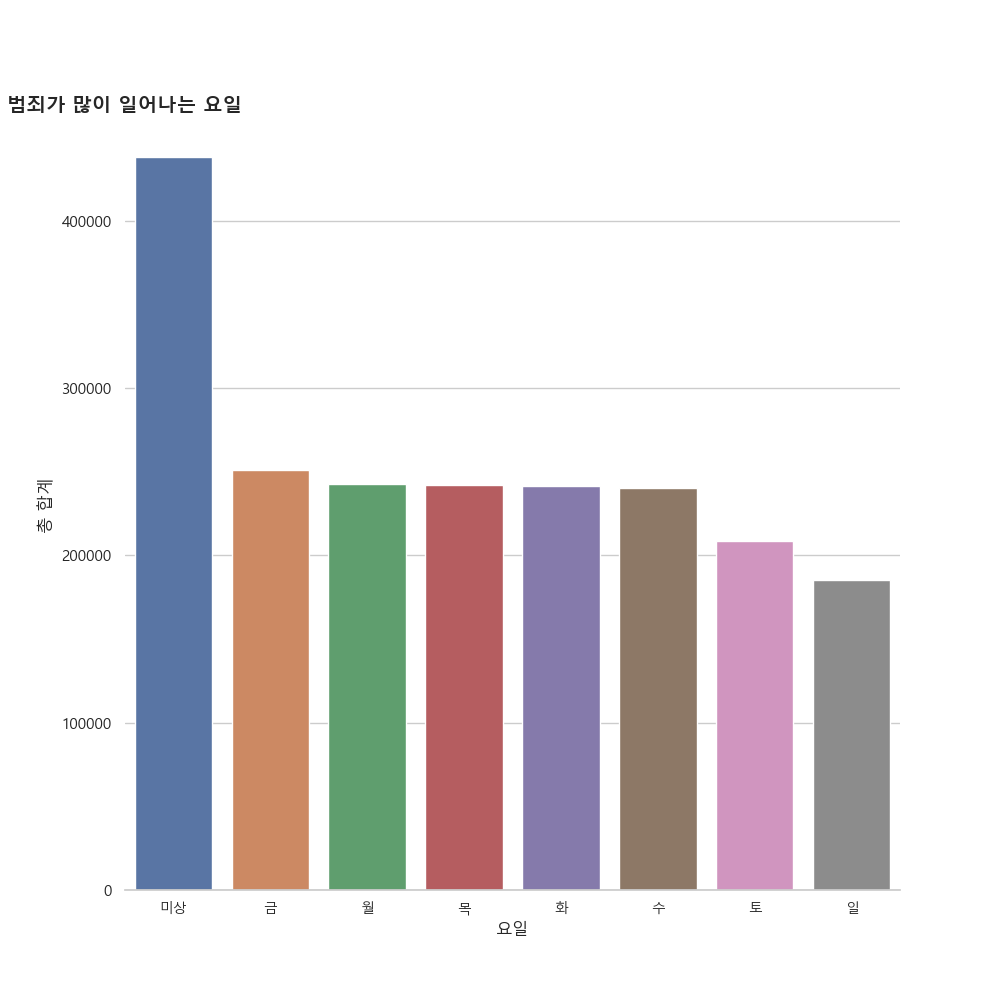 범죄가 많이 일어나는 요일
400000
300000
200000
100000
0
총 합계
미상 금 월 목 화 수 토 일
요일